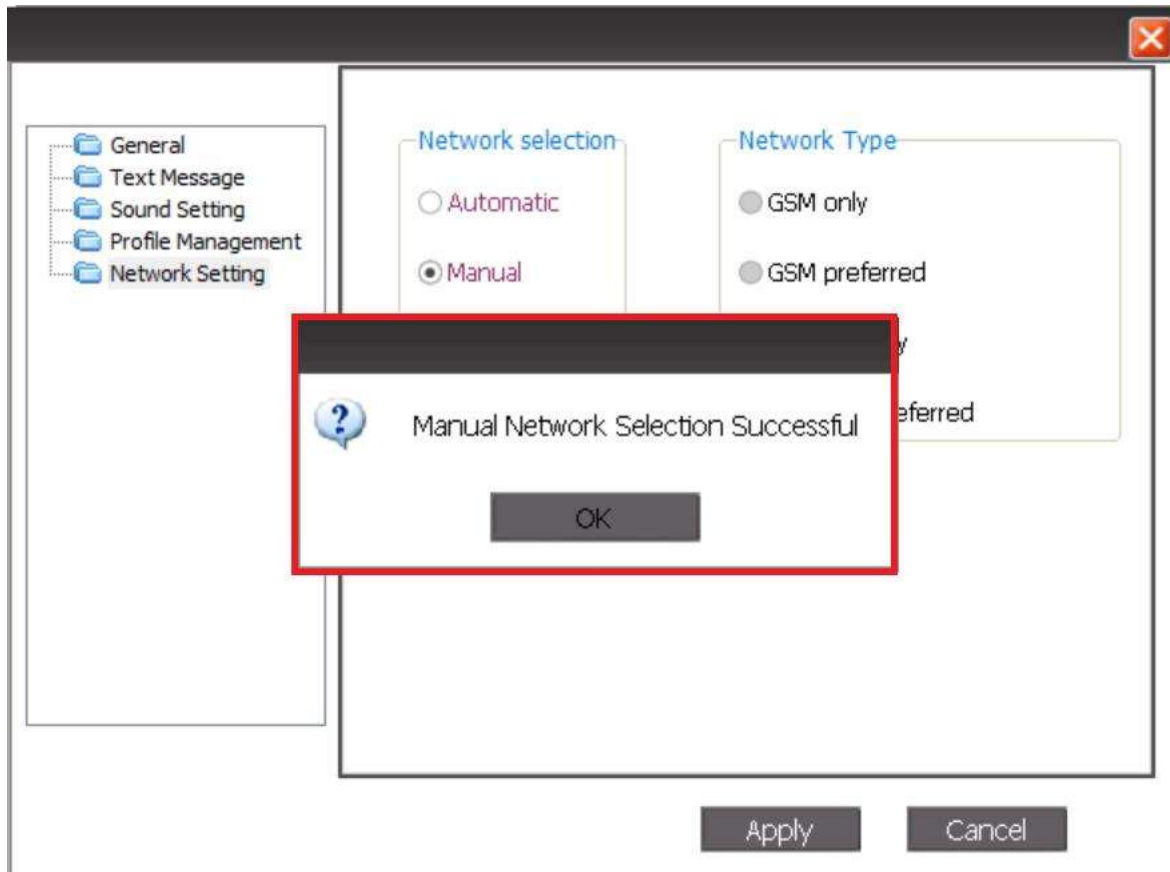 General
Text Message
Sound Setting
Profile Management
Network Setting
Network selection
Automatic
Manual
Network Type
GSM only
GSM preferred
Manual Network Selection Successful
OK
Apply
Cancel